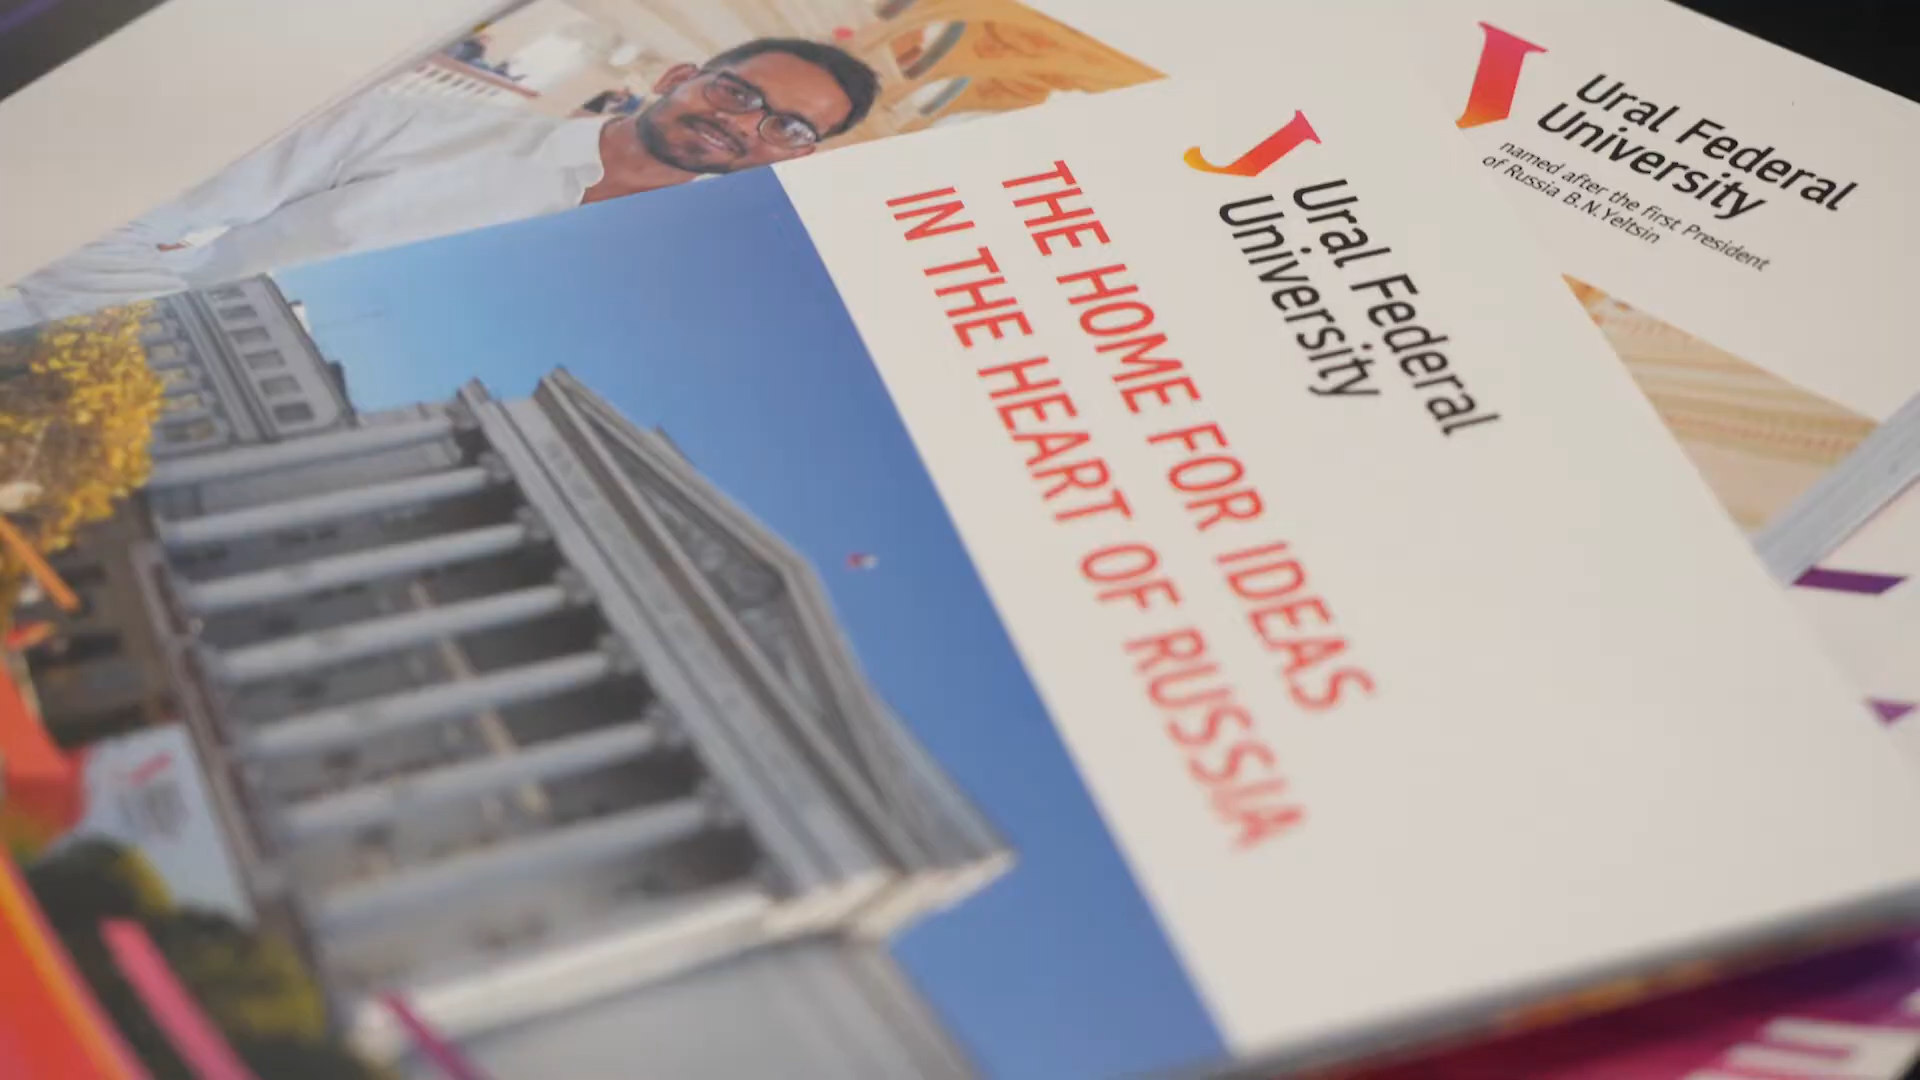 Ural Federal
University
THE HOME FOR IDEAS
IN THE HEART OF RUSSIA
Ural Federal
University
named after the first President
of Russia B.N.Yeltsin